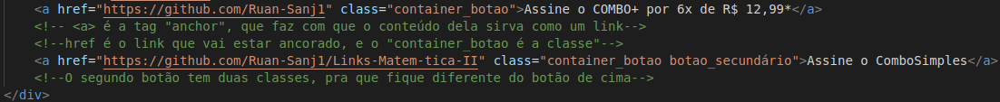 <a href="https://github.com/Ruan-Sanj1" class="container_botao">Assine o COMBO+ por 6x de R$ 12,99*</a>
<!-- <a> é a tag "anchor", que faz com que o conteúdo dela sirva como um link-->
<!--href é o link que vai estar ancorado, e o "container_botao é a classe"-->
<a href="https://github.com/Ruan-Sanj1/Links-Matem-tica-II" class="container_botao botao_secundário">Assine o ComboSimples</a>
<!--O segundo botão tem duas classes, pra que fique diferente do botão de cima-->
</div>